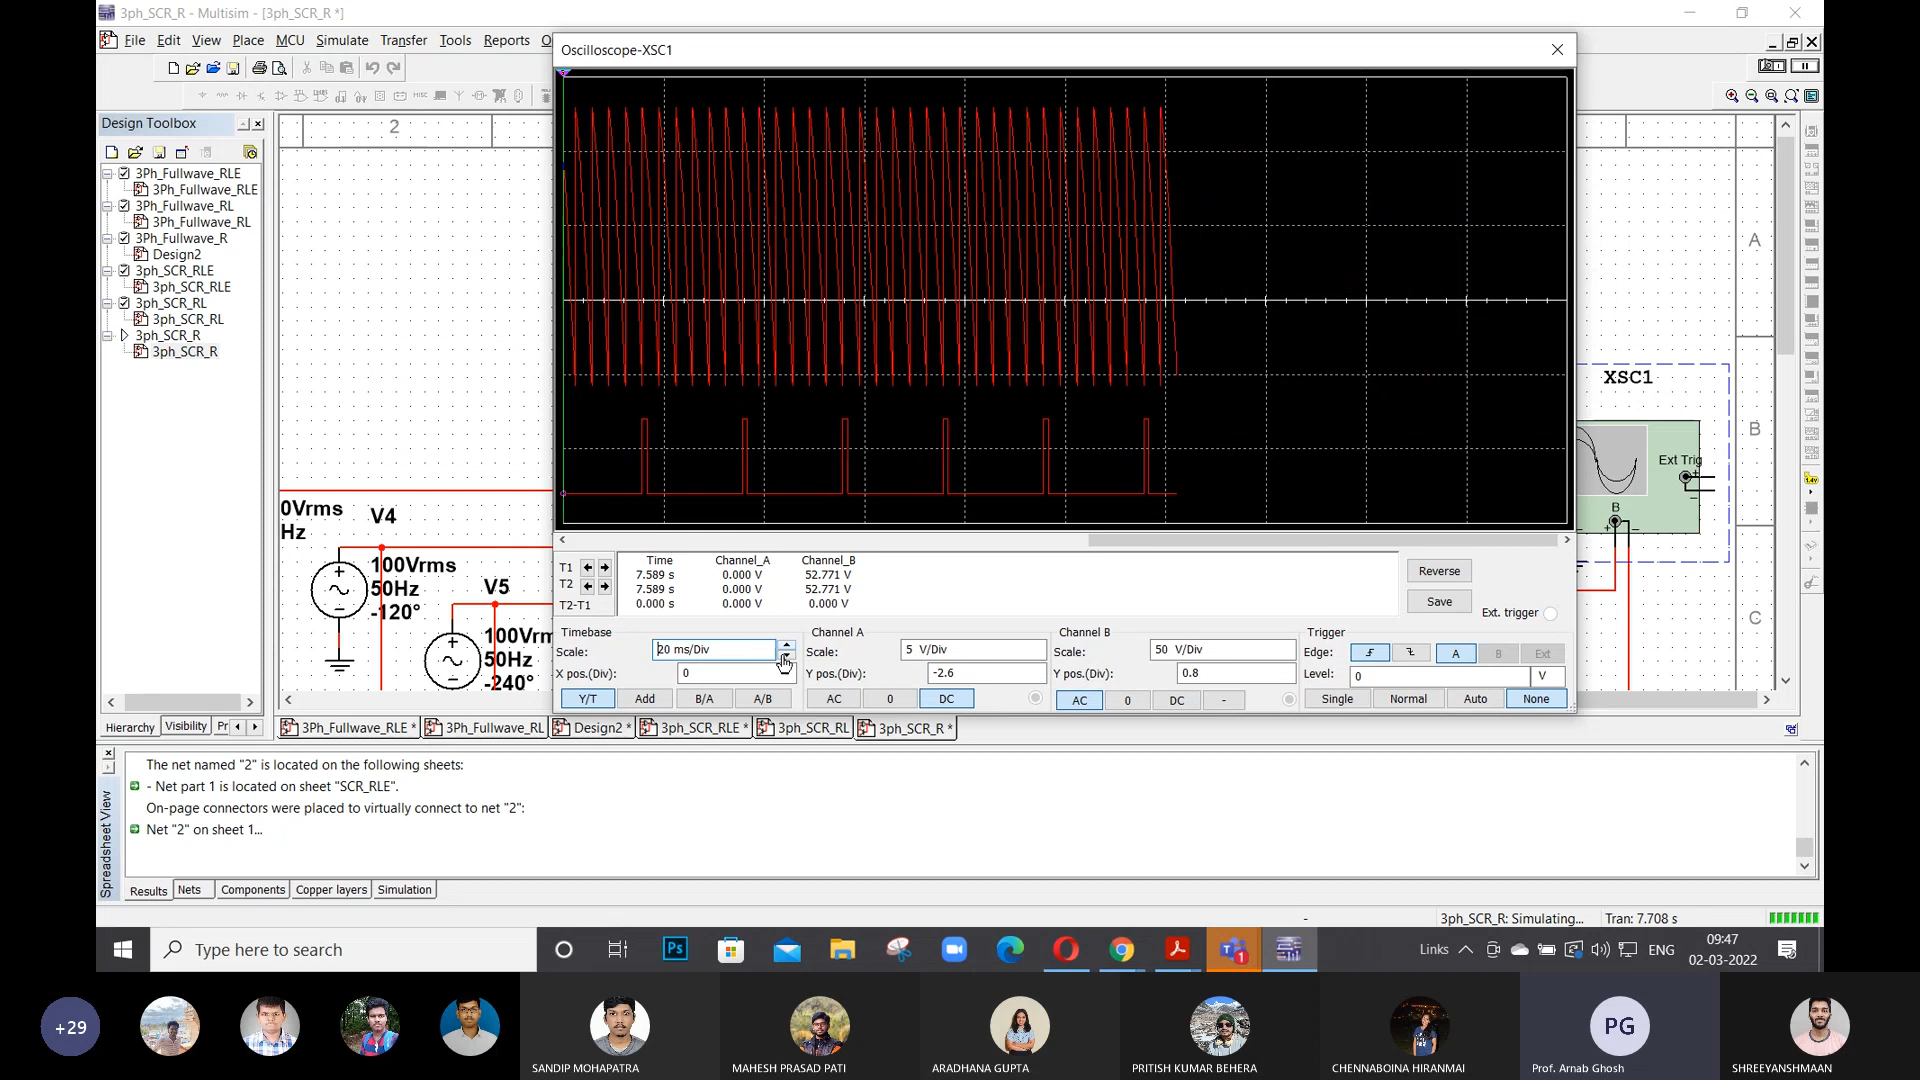 3ph_SCR_R - Multisim - [3ph_SCR_R *]
File Edit View Place MCU Simulate Transfer Tools Reports O
Oscilloscope-XSC1
MISC
Design Toolbox
2
3Ph_Fullwave_RLE
3Ph_Fullwave_RLE
3Ph_Fullwave_RL
3Ph_Fullwave_RL
3Ph_Fullwave_R
Design2
3ph_SCR_RLE
3ph_SCR_RLE
3ph_SCR_RL
3ph_SCR_RL
3ph_SCR_R
3ph_SCR_R
A
XSC1
B
Ext Trig
B
C
0Vrms
Hz
V4
100Vrms
50Hz
-120°
V5
100Vrm
50Hz
-240°
Time Channel_A Channel_B
T1 7.589 s 0.000 V 52.771 V
T2 7.589 s 0.000 V 52.771 V
T2-T1 0.000 s 0.000 V 0.000 V
Reverse
Save
Ext. trigger
Timebase Channel A Channel B Trigger
Scale: 20 ms/Div Scale: 5 V/Div Scale: 50 V/Div Edge: A B Ext
X pos.(Div): 0 Y pos.(Div): -2.6 Y pos.(Div): 0.8 Level: 0 V
Y/T Add B/A A/B AC 0 DC AC 0 DC - Single Normal Auto None
Hierarchy Visibility Pr
3Ph_Fullwave_RLE * 3Ph_Fullwave_RL Design2 * 3ph_SCR_RLE * 3ph_SCR_RL 3ph_SCR_R *
Spreadsheet View
The net named "2" is located on the following sheets:
- Net part 1 is located on sheet "SCR_RLE".
On-page connectors were placed to virtually connect to net "2":
Net "2" on sheet 1...
Results Nets Components Copper layers Simulation
- 3ph_SCR_R: Simulating... Tran: 7.708 s
Type here to search
Ps
1
Links ENG
09:47
02-03-2022
+29
PG
SANDIP MOHAPATRA MAHESH PRASAD PATI ARADHANA GUPTA PRITISH KUMAR BEHERA CHENNABOINA HIRANMAI Prof. Arnab Ghosh SHREEYANSHMAAN